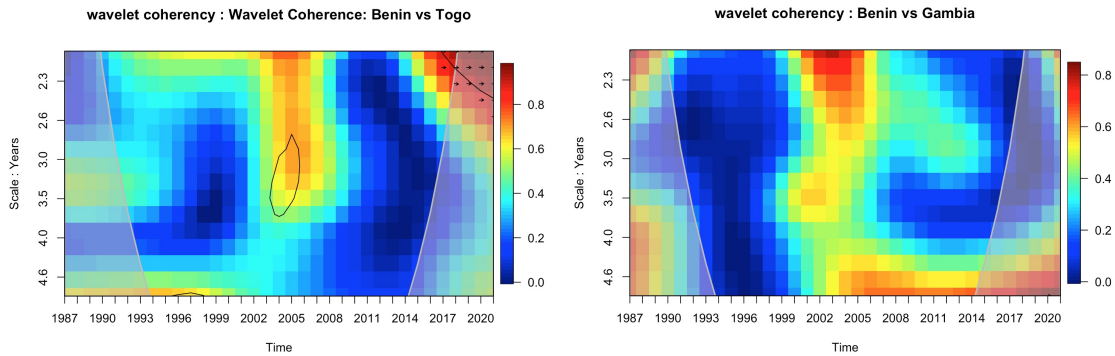 wavelet coherency : Wavelet Coherence: Benin vs Togo
Scale : Years
2.3
2.6
3.0
3.5
4.0
4.6
1987 1990 1993 1996 1999 2002 2005 2008 2011 2014 2017 2020
Time
0.8
0.6
0.4
0.2
0.0
wavelet coherency : Benin vs Gambia
Scale : Years
2.3
2.6
3.0
3.5
4.0
4.6
1987 1990 1993 1996 1999 2002 2005 2008 2011 2014 2017 2020
Time
0.8
0.6
0.4
0.2
0.0